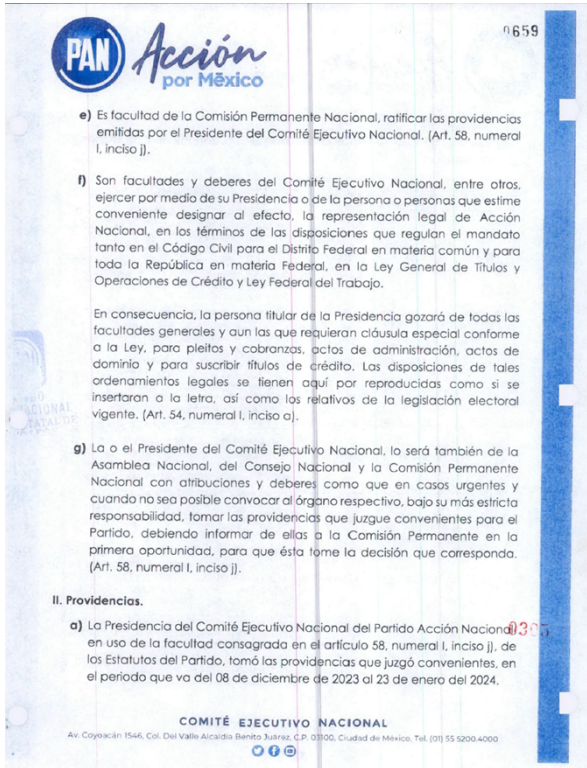 0659
PAN
Acción
por México
e) Es facultad de la Comisión Permanente Nacional, ratificar las providencias
emitidas por el Presidente del Comité Ejecutivo Nacional. (Art. 58, numeral
I, inciso j).
f) Son facultades y deberes del Comité Ejecutivo Nacional, entre otros,
ejercer por medio de su Presidencia o de la persona o personas que estime
conveniente designar al efecto, la representación legal de Acción
Nacional, en los términos de las disposiciones que regulan el mandato
tanto en el Código Civil para el Distrito Federal en materia común y para
toda la República en materia Federal, en la Ley General de Títulos y
Operaciones de Crédito y Ley Federal del Trabajo.
En consecuencia, la persona titular de la Presidencia gozará de todas las
facultades generales y aun las que requieran cláusula especial conforme
a la Ley, para pleitos y cobranzas, actos de administración, actos de
dominio y para suscribir títulos de crédito. Las disposiciones de tales
ordenamientos legales se tienen aquí por reproducidas como si se
insertaran a la letra, así como los relativos de la legislación electoral
vigente. (Art. 54, numeral I, inciso a).
g) La o el Presidente del Comité Ejecutivo Nacional, lo será también de la
Asamblea Nacional, del Consejo Nacional y la Comisión Permanente
Nacional con atribuciones y deberes como que en casos urgentes y
cuando no sea posible convocar al órgano respectivo, bajo su más estricta
responsabilidad, tomar las providencias que juzgue convenientes para el
Partido, debiendo informar de ellas a la Comisión Permanente en la
primera oportunidad, para que ésta tome la decisión que corresponda.
(Art. 58, numeral I, inciso j).
II. Providencias.
a) La Presidencia del Comité Ejecutivo Nacional del Partido Acción Nacional
en uso de la facultad consagrada en el artículo 58, numeral I, inciso j), de
los Estatutos del Partido, tomó las providencias que juzgó convenientes, en
el periodo que va del 08 de diciembre de 2023 al 23 de enero del 2024.
COMITÉ EJECUTIVO NACIONAL
Av. Coyoacán 1546, Col. Del Valle Alcaldía Benito Juárez, C.P. 03100, Ciudad de México, Tel. (01) 55 5200.4000